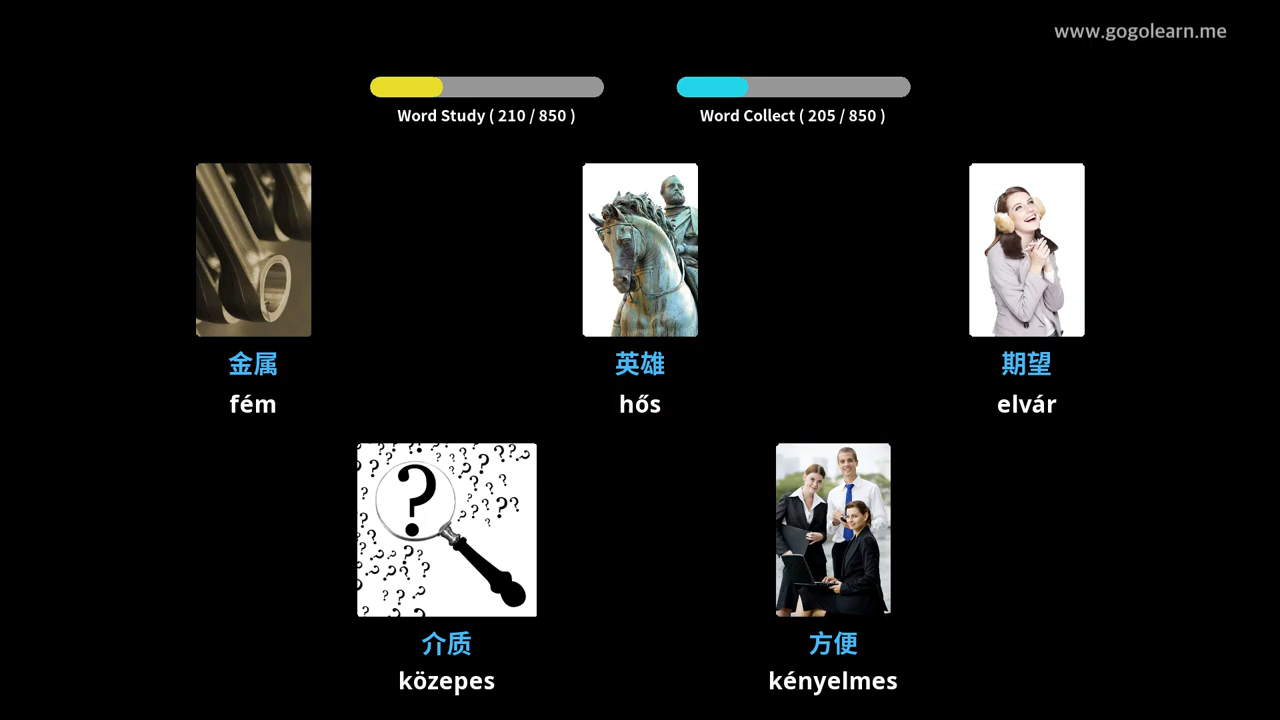 www.gogolearn.me
Word Study ( 210 / 850 )
Word Collect ( 205 / 850 )
金属
英雄
期望
fém
hős
elvár
介质
方便
közepes
kényelmes